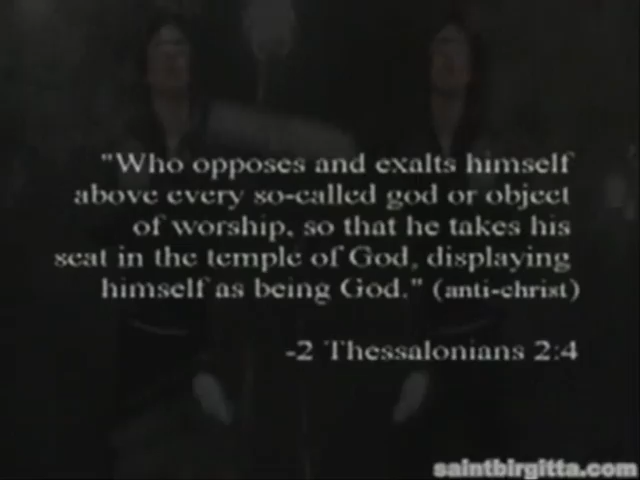 "Who opposes and exalts himself
above every so-called god or object
of worship, so that he takes his
seat in the temple of God, displaying
himself as being God." (anti-christ)
-2 Thessalonians 2:4
saintbirgitta.com